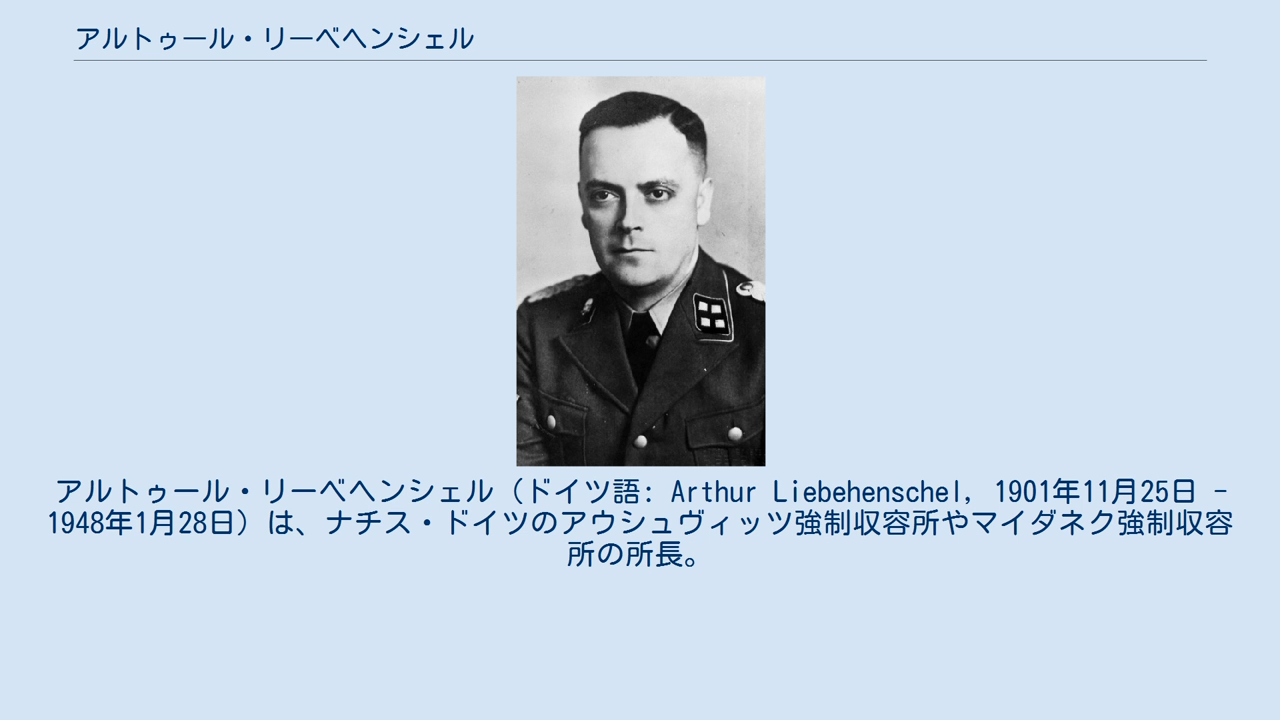 アルトゥール・リーベヘンシェル
アルトゥール・リーベヘンシェル（ドイツ語: Arthur Liebehenschel, 1901年11月25日 -
1948年1月28日）は、ナチス・ドイツのアウシュヴィッツ強制収容所やマイダネク強制収容
所の所長。